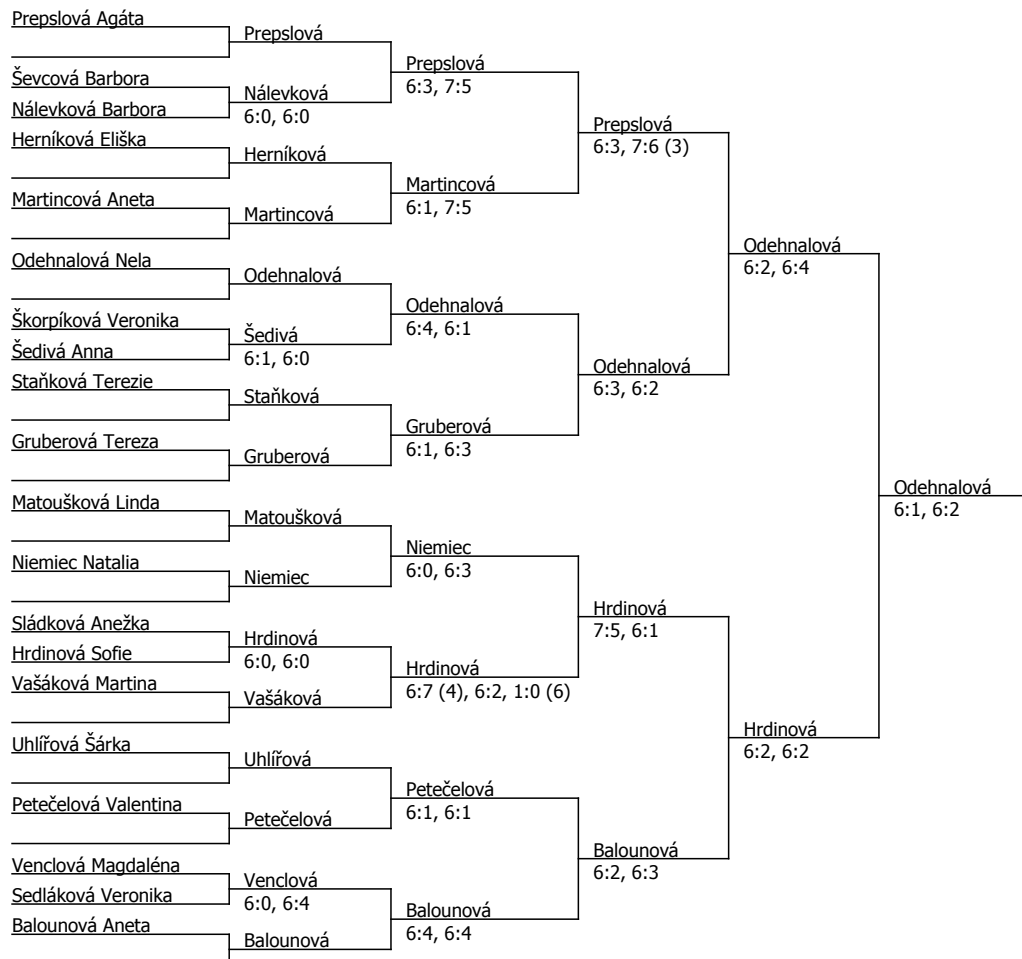 Prepslová Agáta
Ševcová Barbora
Nálevková Barbora
Herníková Eliška
Martincová Aneta
Odehnalová Nela
Škorpíková Veronika
Šedivá Anna
Staňková Terezie
Gruberová Tereza
Matoušková Linda
Niemiec Natalia
Sládková Anežka
Hrdinová Sofie
Vašáková Martina
Uhlířová Šárka
Petečelová Valentina
Venclová Magdaléna
Sedláková Veronika
Balounová Aneta
Prepslová
Nálevková
6:0, 6:0
Herníková
Martincová
Odehnalová
Šedivá
6:1, 6:0
Staňková
Gruberová
Matoušková
Niemiec
Hrdinová
6:0, 6:0
Vašáková
Uhlířová
Petečelová
Venclová
6:0, 6:4
Balounová
Prepslová
6:3, 7:5
Martincová
6:1, 7:5
Odehnalová
6:4, 6:1
Gruberová
6:1, 6:3
Niemiec
6:0, 6:3
Hrdinová
6:7 (4), 6:2, 1:0 (6)
Petečelová
6:1, 6:1
Balounová
6:4, 6:4
Prepslová
6:3, 7:6 (3)
Odehnalová
6:3, 6:2
Hrdinová
7:5, 6:1
Balounová
6:2, 6:3
Odehnalová
6:2, 6:4
Hrdinová
6:2, 6:2
Odehnalová
6:1, 6:2